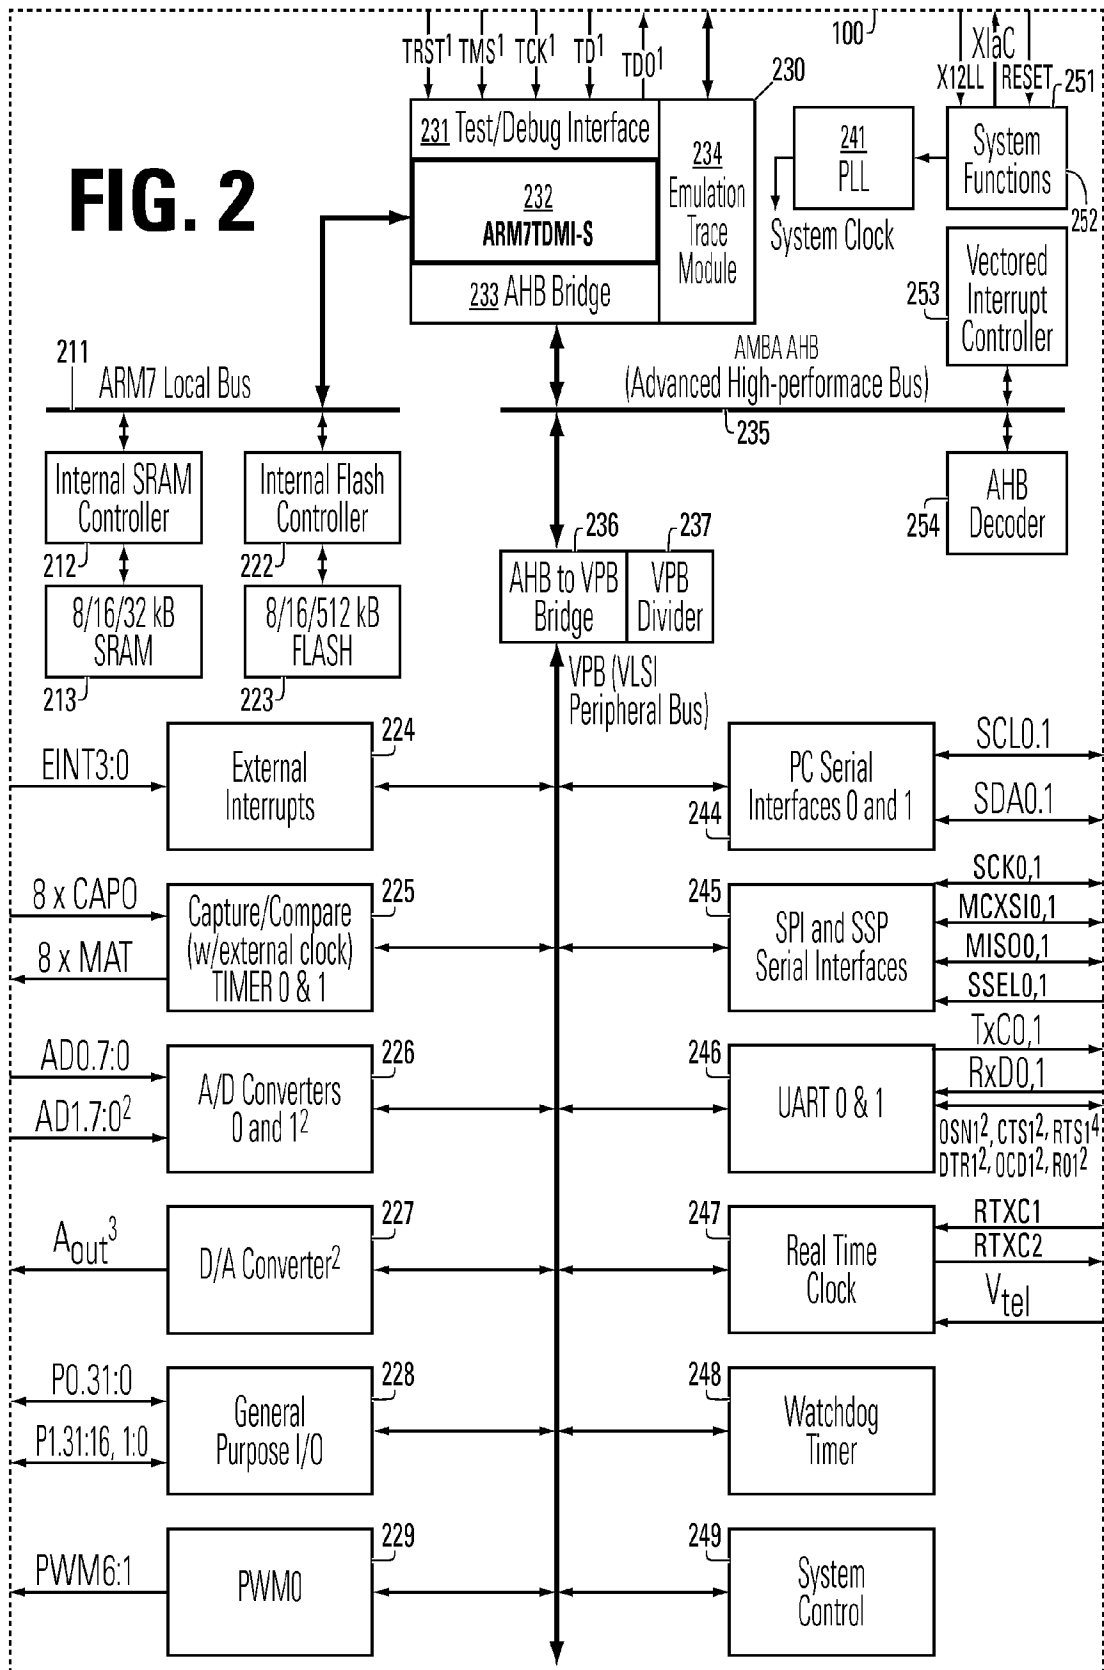 TRST1 TMS1 TCK1 TD1 TD01
100
XIaC
X12LL RESET
230
251
231 Test/Debug Interface
241
PLL
System
Functions
234
Emulation
Trace
Module
FIG. 2
232
ARM7TDMI-S
252
System Clock
233 AHB Bridge
253
Vectored
Interrupt
Controller
211
ARM7 Local Bus
AMBA AHB
(Advanced High-performace Bus)
235
Internal SRAM
Controller
212
Internal Flash
Controller
222
254
AHB
Decoder
236
237
AHB to VPB
Bridge
VPB
Divider
8/16/32 kB
SRAM
213
8/16/512 kB
FLASH
223
VPB (VLSI
Peripheral Bus)
224
EINT3:0
External
Interrupts
PC Serial
Interfaces 0 and 1
244
SCL0.1
SDA0.1
8 x CAPO
8 x MAT
Capture/Compare
(w/external clock)
TIMER 0 & 1
225
245
SPI and SSP
Serial Interfaces
SCK0,1
MCXSI0,1
MISO0,1
SSEL0,1
AD0.7:0
AD1.7:0²
A/D Converters
0 and 1²
226
246
UART 0 & 1
TxC0,1
RxD0,1
OSN1², CTS1², RTS1⁴
DTR1², OCD1², R01²
Aout³
D/A Converter²
227
247
Real Time
Clock
RTXC1
RTXC2
Vtel
P0.31:0
P1.31:16, 1:0
General
Purpose I/O
228
248
Watchdog
Timer
PWM6:1
PWM0
229
249
System
Control